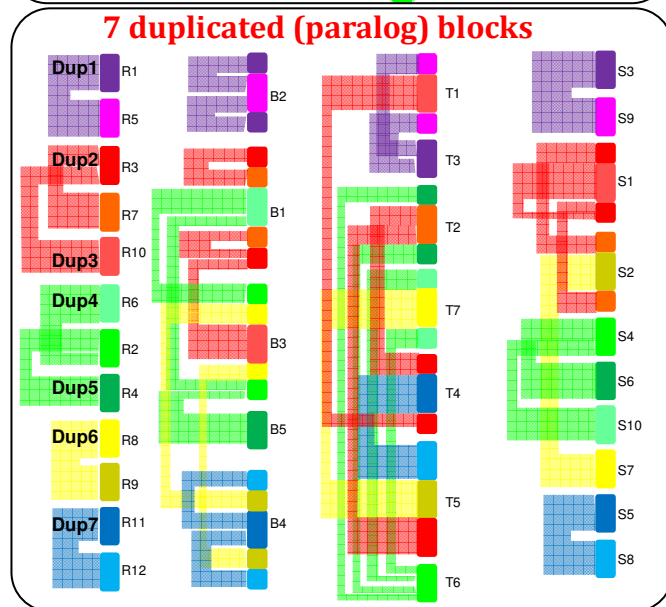 7 duplicated (paralog) blocks
Dup1
R1
R5
Dup2
R3
R7
Dup3
R10
Dup4
R6
R2
Dup5
R4
Dup6
R8
R9
Dup7
R11
R12
B2
B1
B3
B5
B4
T1
T3
T2
T7
T4
T5
T6
S3
S9
S1
S2
S4
S6
S10
S7
S5
S8